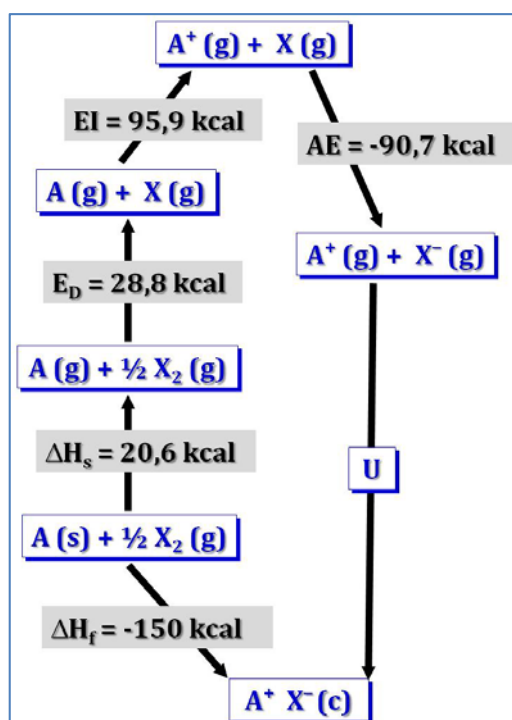 A⁺ (g) + X (g)
EI = 95,9 kcal
AE = -90,7 kcal
A (g) + X (g)
A⁺ (g) + X⁻ (g)
E_D = 28,8 kcal
A (g) + ½ X₂ (g)
ΔHₛ = 20,6 kcal
U
A (s) + ½ X₂ (g)
ΔH_f = -150 kcal
A⁺ X⁻ (c)